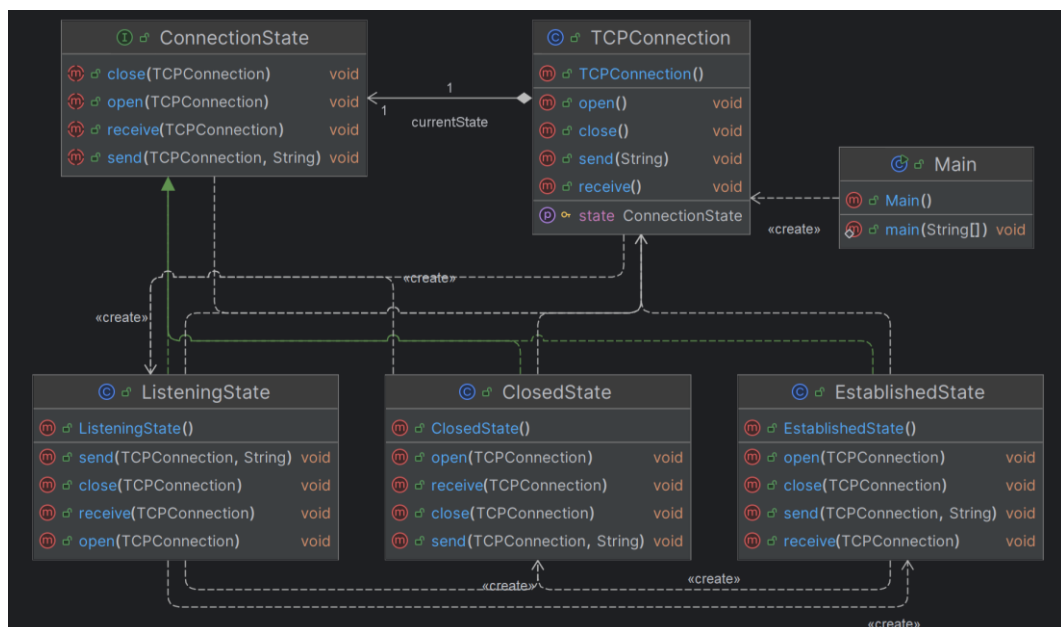 ConnectionState
close(TCPConnection) void
open(TCPConnection) void
receive(TCPConnection) void
send(TCPConnection, String) void
1
1
currentState
TCPConnection
TCPConnection()
open() void
close() void
send(String) void
receive() void
state ConnectionState
Main
Main()
main(String[]) void
«create»
«create»
«create»
ListeningState
ListeningState()
send(TCPConnection, String) void
close(TCPConnection) void
receive(TCPConnection) void
open(TCPConnection) void
ClosedState
ClosedState()
open(TCPConnection) void
receive(TCPConnection) void
close(TCPConnection) void
send(TCPConnection, String) void
EstablishedState
EstablishedState()
open(TCPConnection) void
close(TCPConnection) void
send(TCPConnection, String) void
receive(TCPConnection) void
«create»
«create»
«create»